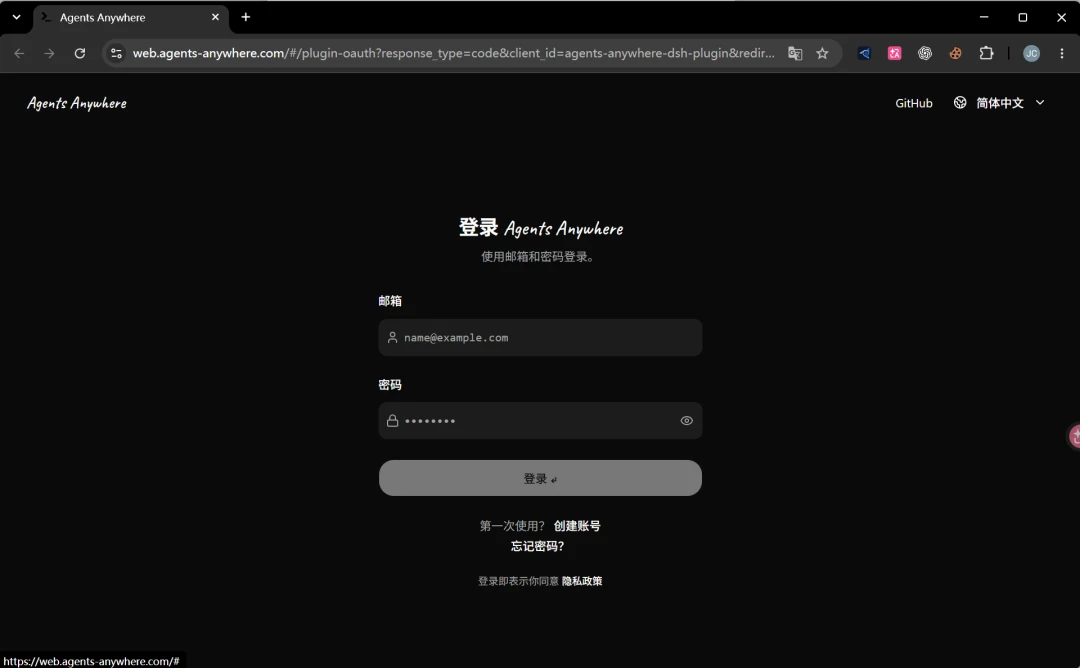 Agents Anywhere
web.agents-anywhere.com/#/plugin-oauth?response_type=code&client_id=agents-anywhere-dsh-plugin&redir...
JC
Agents Anywhere
GitHub
简体中文
登录 Agents Anywhere
使用邮箱和密码登录。
邮箱
name@example.com
密码
••••••••
登录 ↲
第一次使用? 创建账号
忘记密码?
登录即表示你同意 隐私政策
https://web.agents-anywhere.com/#